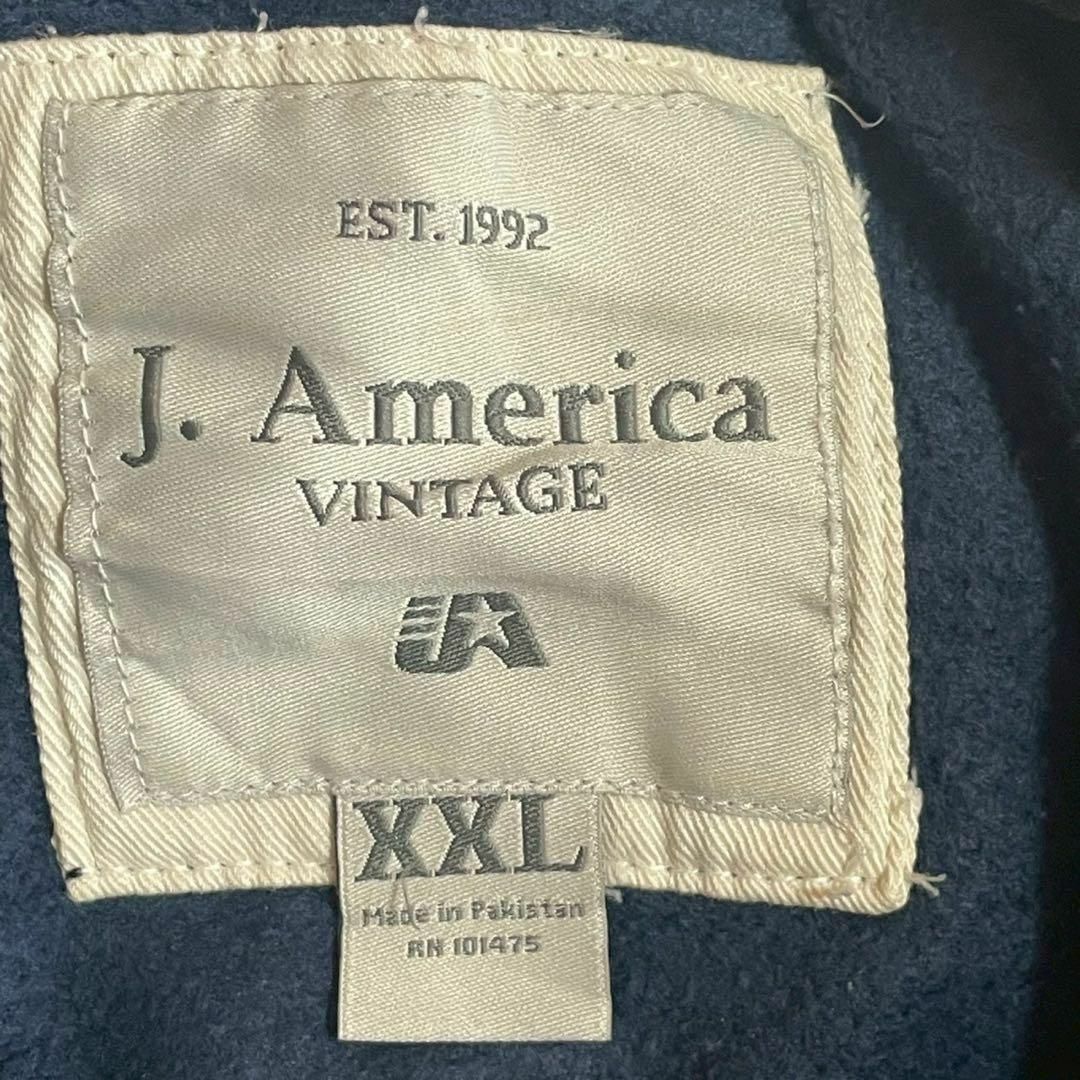 EST. 1992
J. America
VINTAGE
XXL
Made in Pakistan
RN 101475